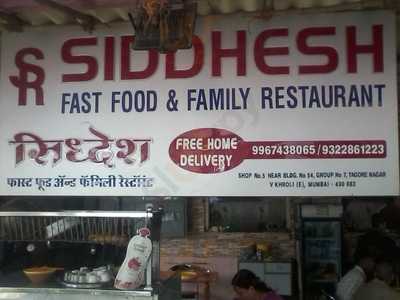 SR SIDDHESH
FAST FOOD & FAMILY RESTAURANT
सिध्देश
फास्ट फूड अॅन्ड फॅमिली रेस्टॉरंट
FREE HOME
DELIVERY
9967438065/9322861223
SHOP No.5 NEAR BLDG. No 54, GROUP No 7, TAGORE NAGAR
V KHROLI (E), MUMBAI - 400 083